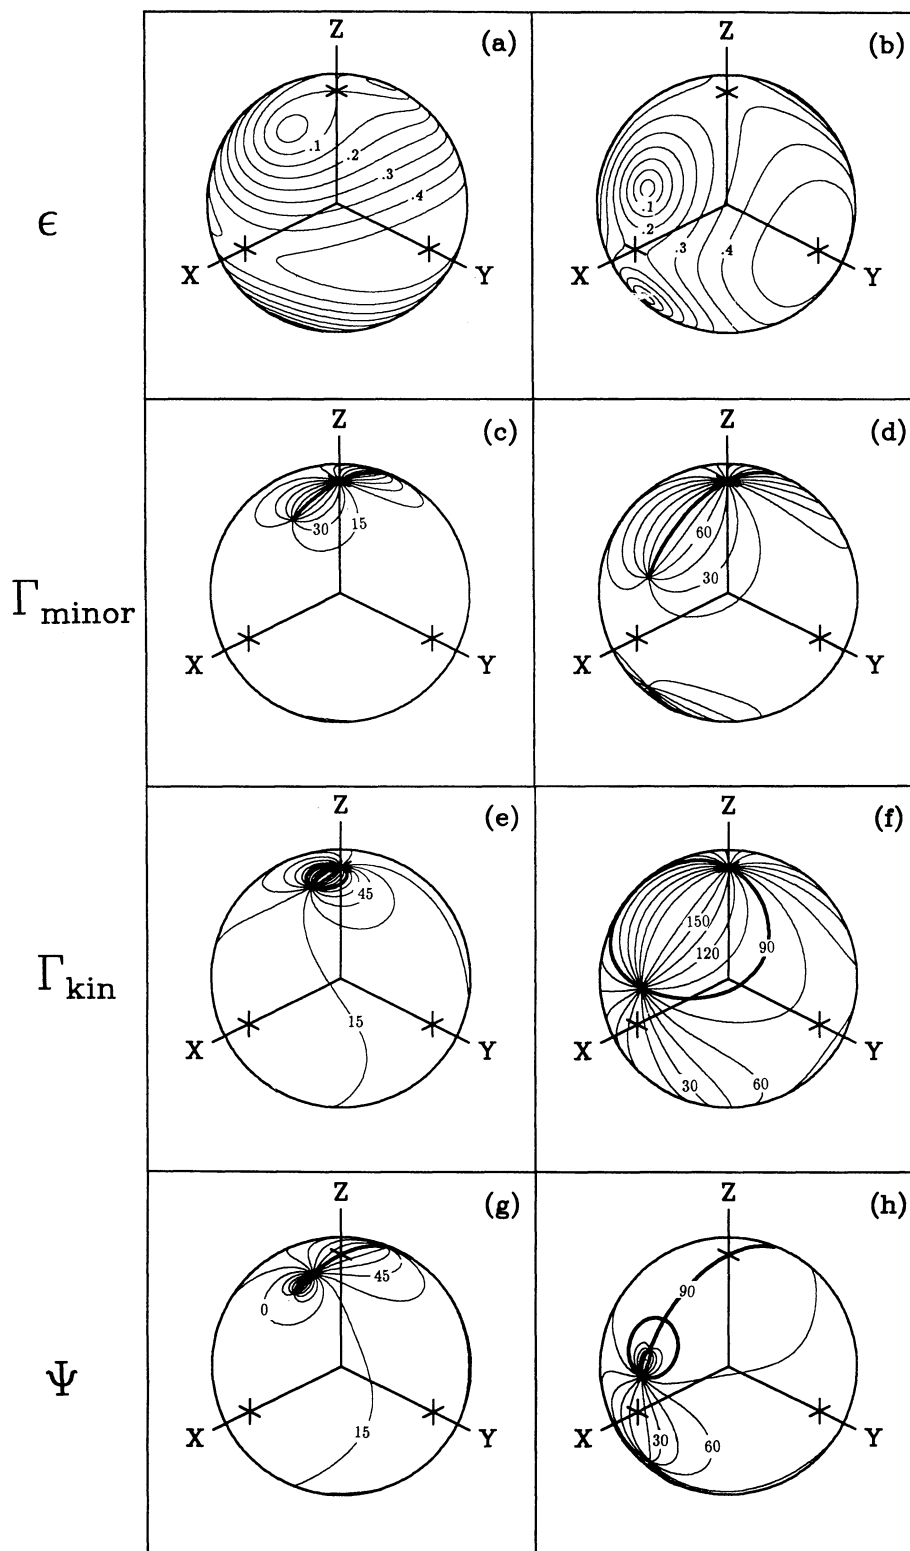 Z
(a)
.1
.2
.3
.4
X
Y
ϵ
Z
(b)
.1
.2
.3
.4
X
Y
Z
(c)
30
15
X
Y
Γminor
Z
(d)
60
30
X
Y
Z
(e)
45
15
X
Y
Γkin
Z
(f)
150
120
90
30
60
X
Y
Z
(g)
45
0
15
X
Y
Ψ
Z
(h)
90
30
60
X
Y